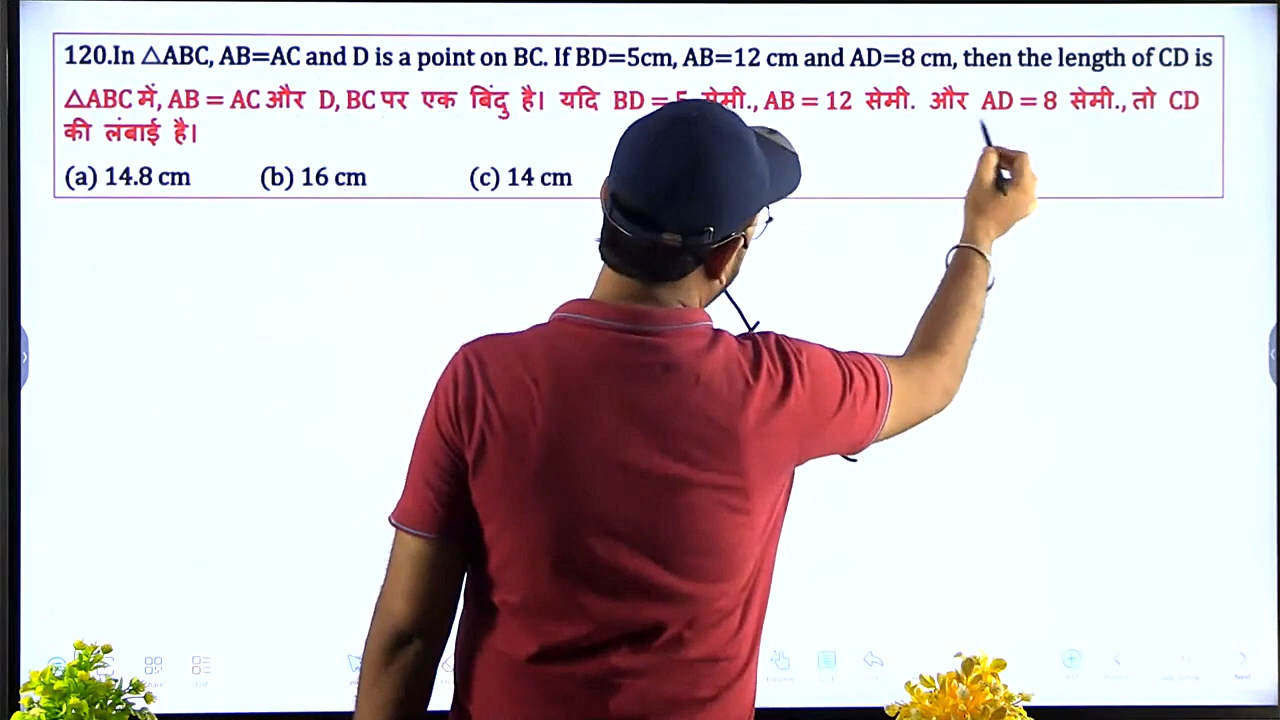 120.In △ABC, AB=AC and D is a point on BC. If BD=5cm, AB=12 cm and AD=8 cm, then the length of CD is
△ABC में, AB = AC और D, BC पर एक बिंदु है। यदि BD = सेमी., AB = 12 सेमी. और AD = 8 सेमी., तो CD
की लंबाई है।
(a) 14.8 cm (b) 16 cm (c) 14 cm